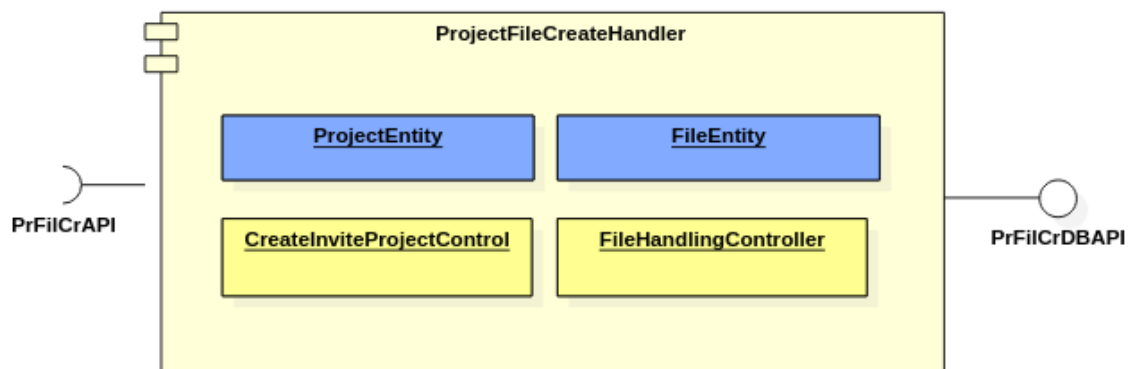 ProjectFileCreateHandler
ProjectEntity
FileEntity
PrFilCrAPI
CreateInviteProjectControl
FileHandlingController
PrFilCrDBAPI